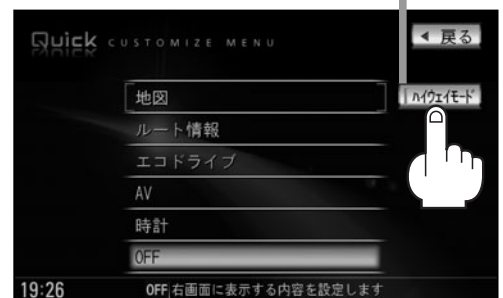 Quick CUSTOMIZE MENU
◀ 戻る
地図
ハイウェイモード
ルート情報
エコドライブ
AV
時計
OFF
19:26
OFF|右画面に表示する内容を設定します